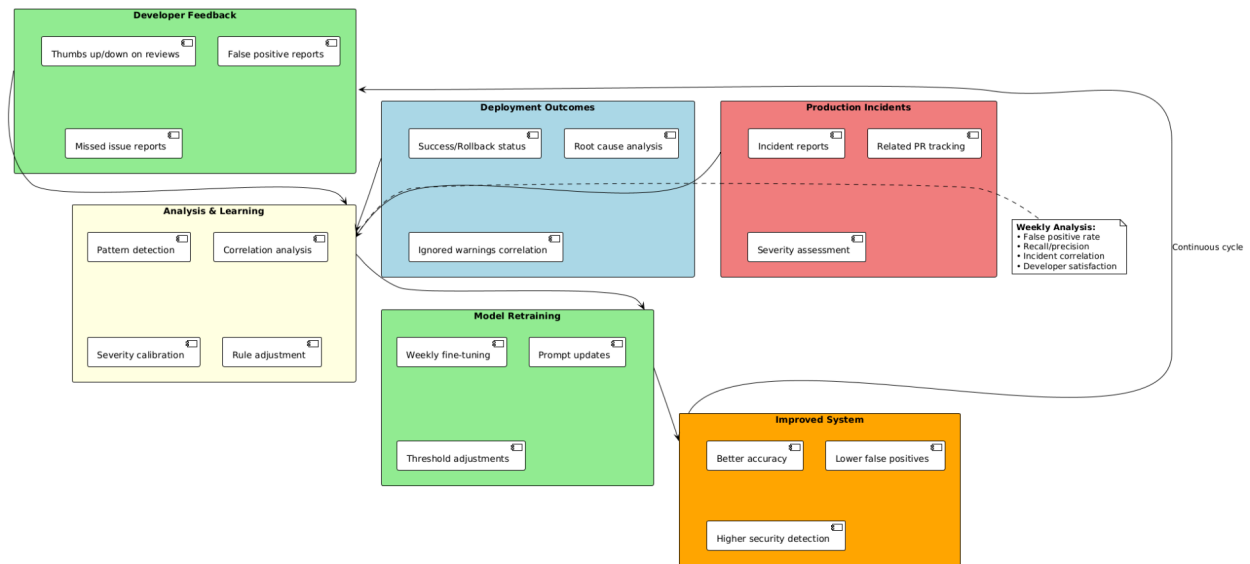 Developer Feedback
Thumbs up/down on reviews
False positive reports
Missed issue reports
Deployment Outcomes
Success/Rollback status
Root cause analysis
Ignored warnings correlation
Production Incidents
Incident reports
Related PR tracking
Severity assessment
Analysis & Learning
Pattern detection
Correlation analysis
Severity calibration
Rule adjustment
Weekly Analysis:
• False positive rate
• Recall/precision
• Incident correlation
• Developer satisfaction
Continuous cycle
Model Retraining
Weekly fine-tuning
Prompt updates
Threshold adjustments
Improved System
Better accuracy
Lower false positives
Higher security detection